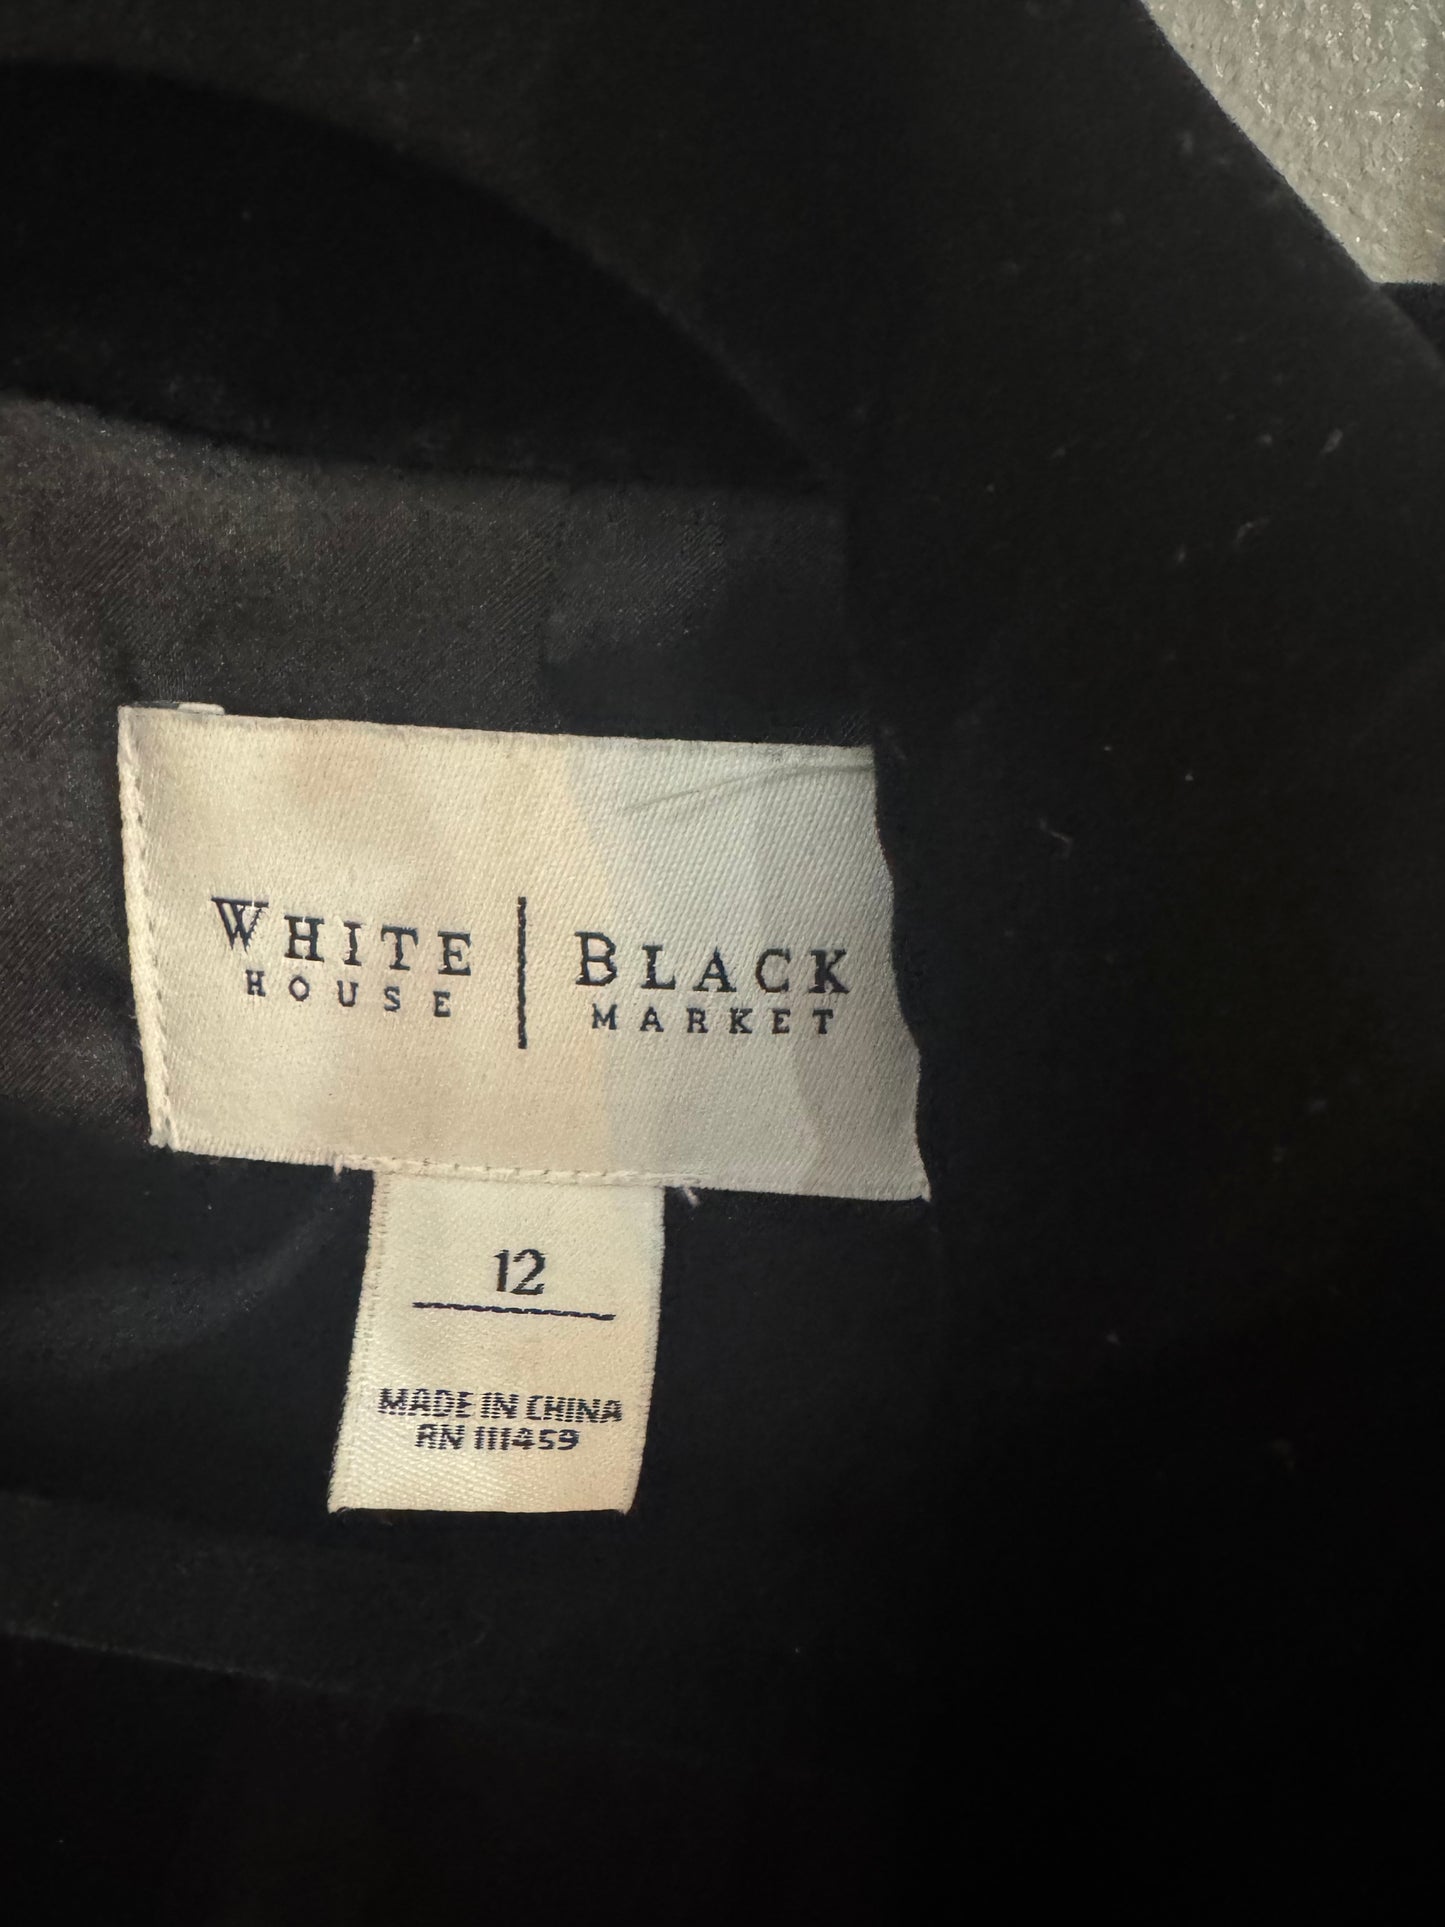 WHITE | BLACK
HOUSE | MARKET
12
MADE IN CHINA
RN 111459